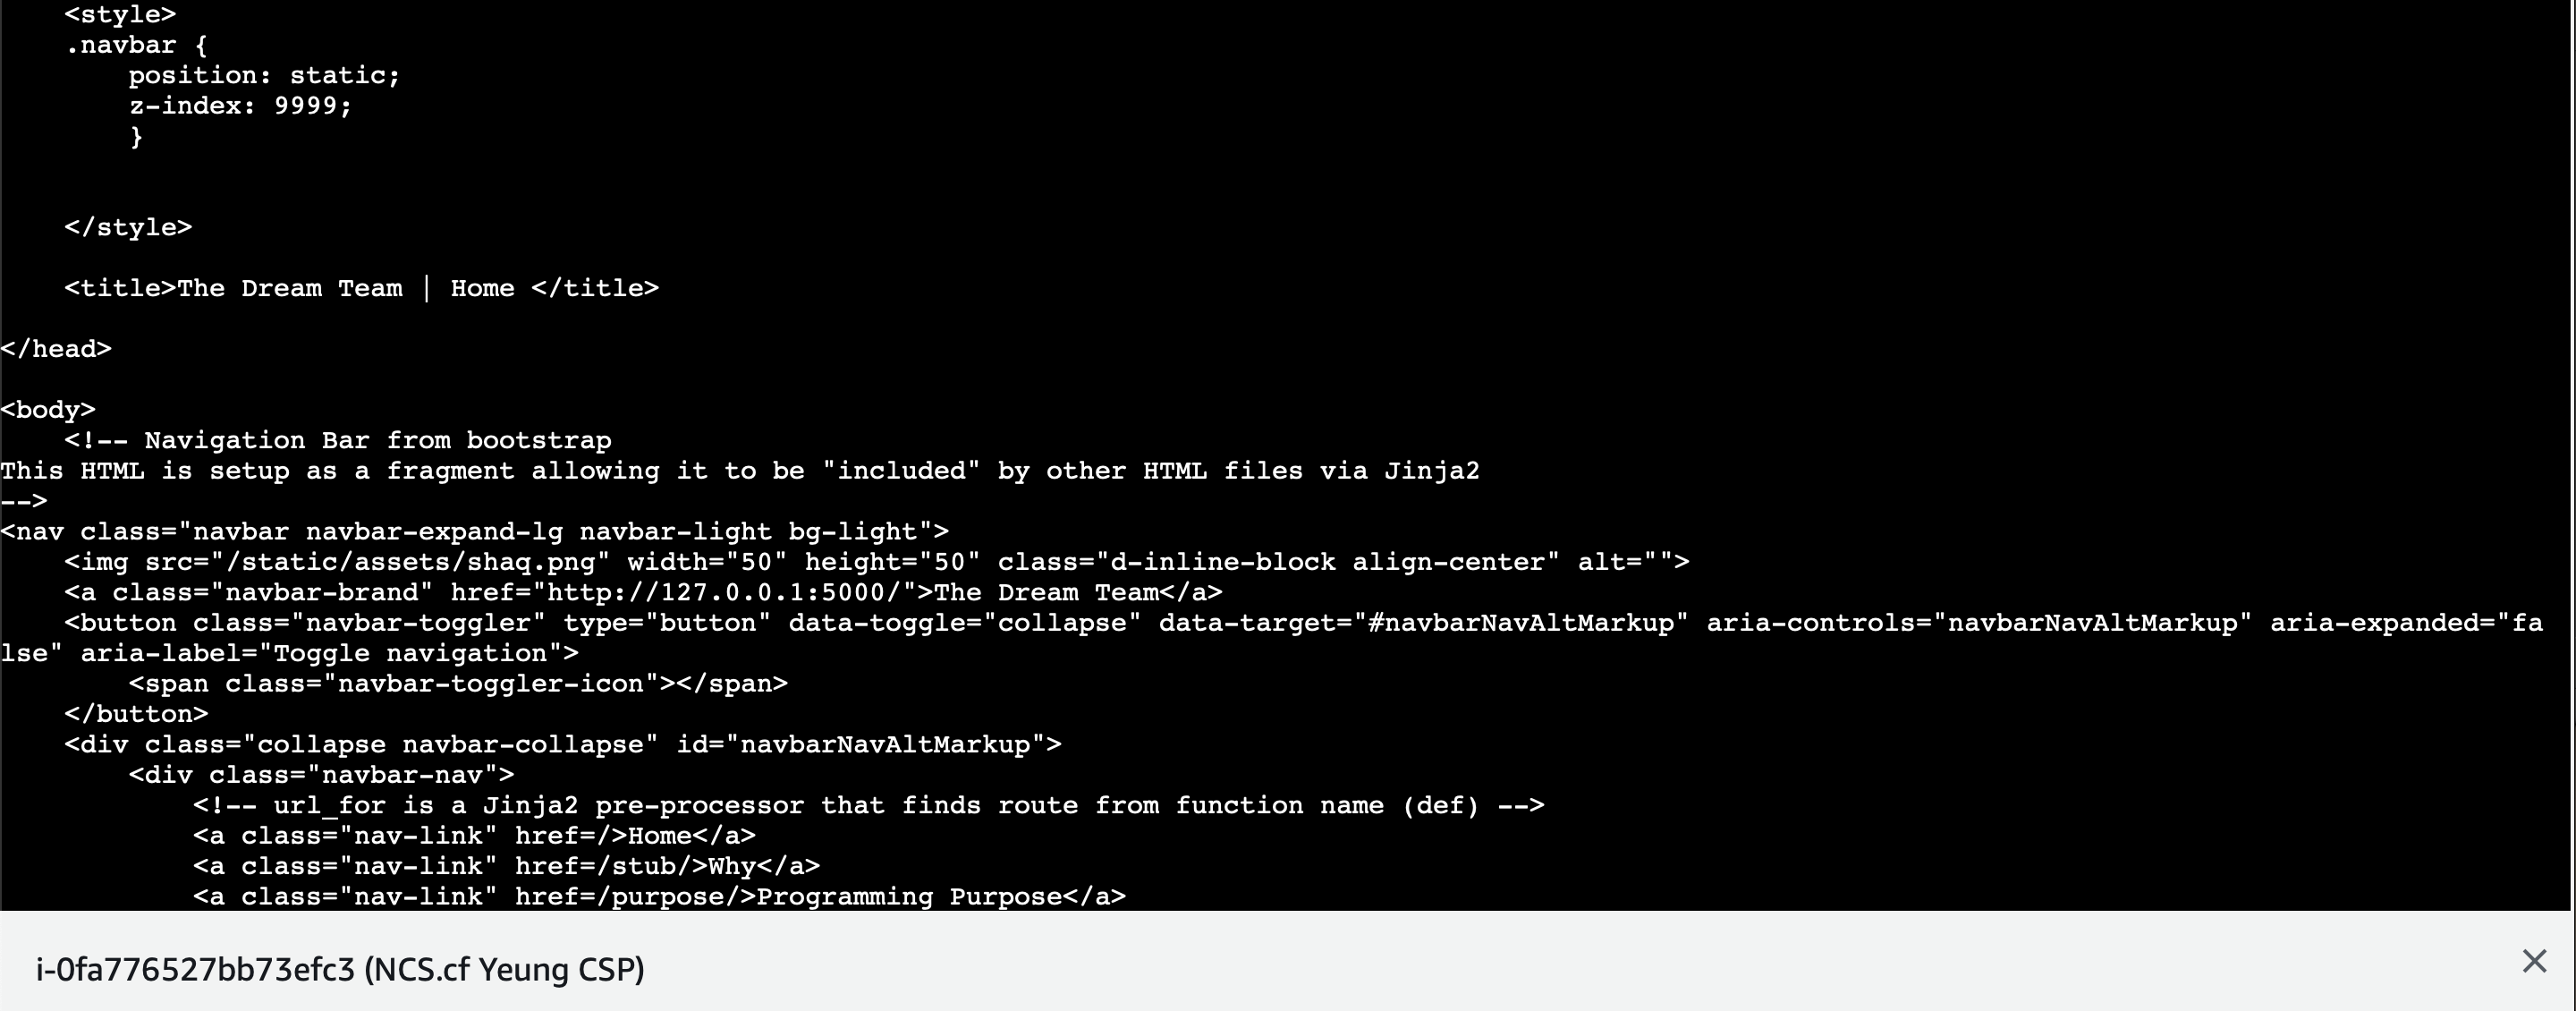 <style>
.navbar {
position: static;
z-index: 9999;
}
</style>
<title>The Dream Team | Home </title>
</head>
<body>
<!-- Navigation Bar from bootstrap
This HTML is setup as a fragment allowing it to be "included" by other HTML files via Jinja2
-->
<nav class="navbar navbar-expand-lg navbar-light bg-light">
<img src="/static/assets/shaq.png" width="50" height="50" class="d-inline-block align-center" alt="">
<a class="navbar-brand" href="http://127.0.0.1:5000/">The Dream Team</a>
<button class="navbar-toggler" type="button" data-toggle="collapse" data-target="#navbarNavAltMarkup" aria-controls="navbarNavAltMarkup" aria-expanded="fa
lse" aria-label="Toggle navigation">
<span class="navbar-toggler-icon"></span>
</button>
<div class="collapse navbar-collapse" id="navbarNavAltMarkup">
<div class="navbar-nav">
<!-- url_for is a Jinja2 pre-processor that finds route from function name (def) -->
<a class="nav-link" href=/>Home</a>
<a class="nav-link" href=/stub/>Why</a>
<a class="nav-link" href=/purpose/>Programming Purpose</a>
i-0fa776527bb73efc3 (NCS.cf Yeung CSP)